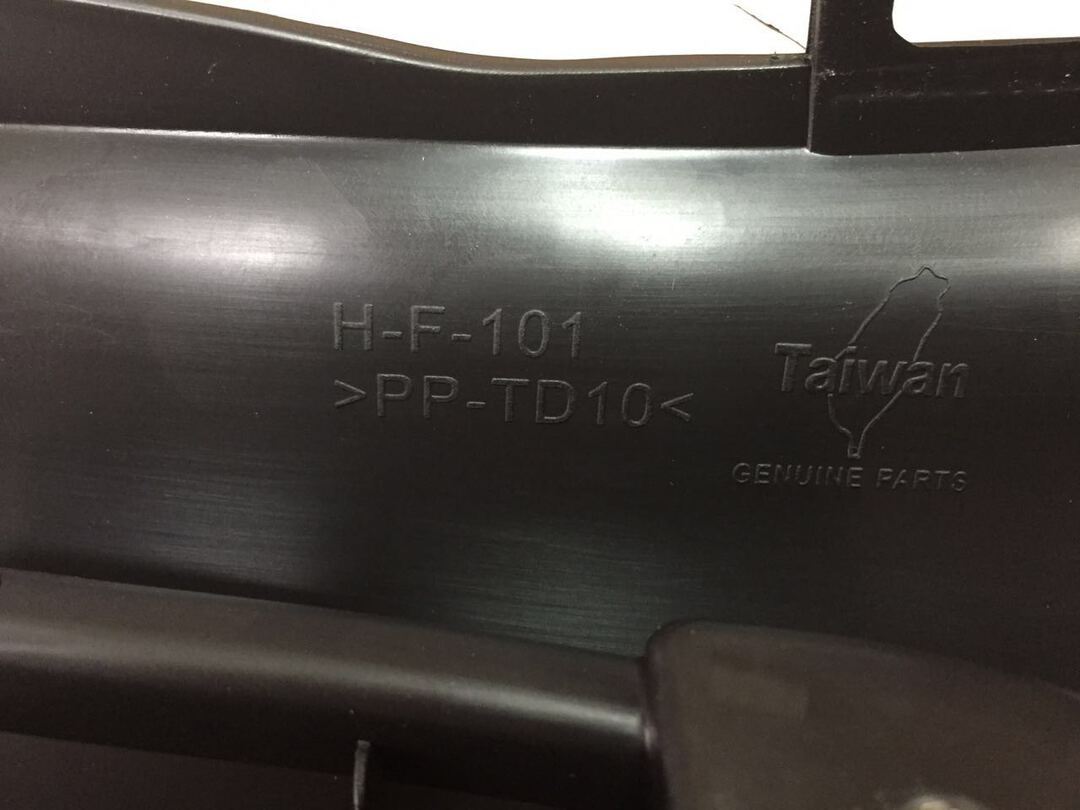 H-F-101
>PP-TD10<
Taiwan
GENUINE PARTS